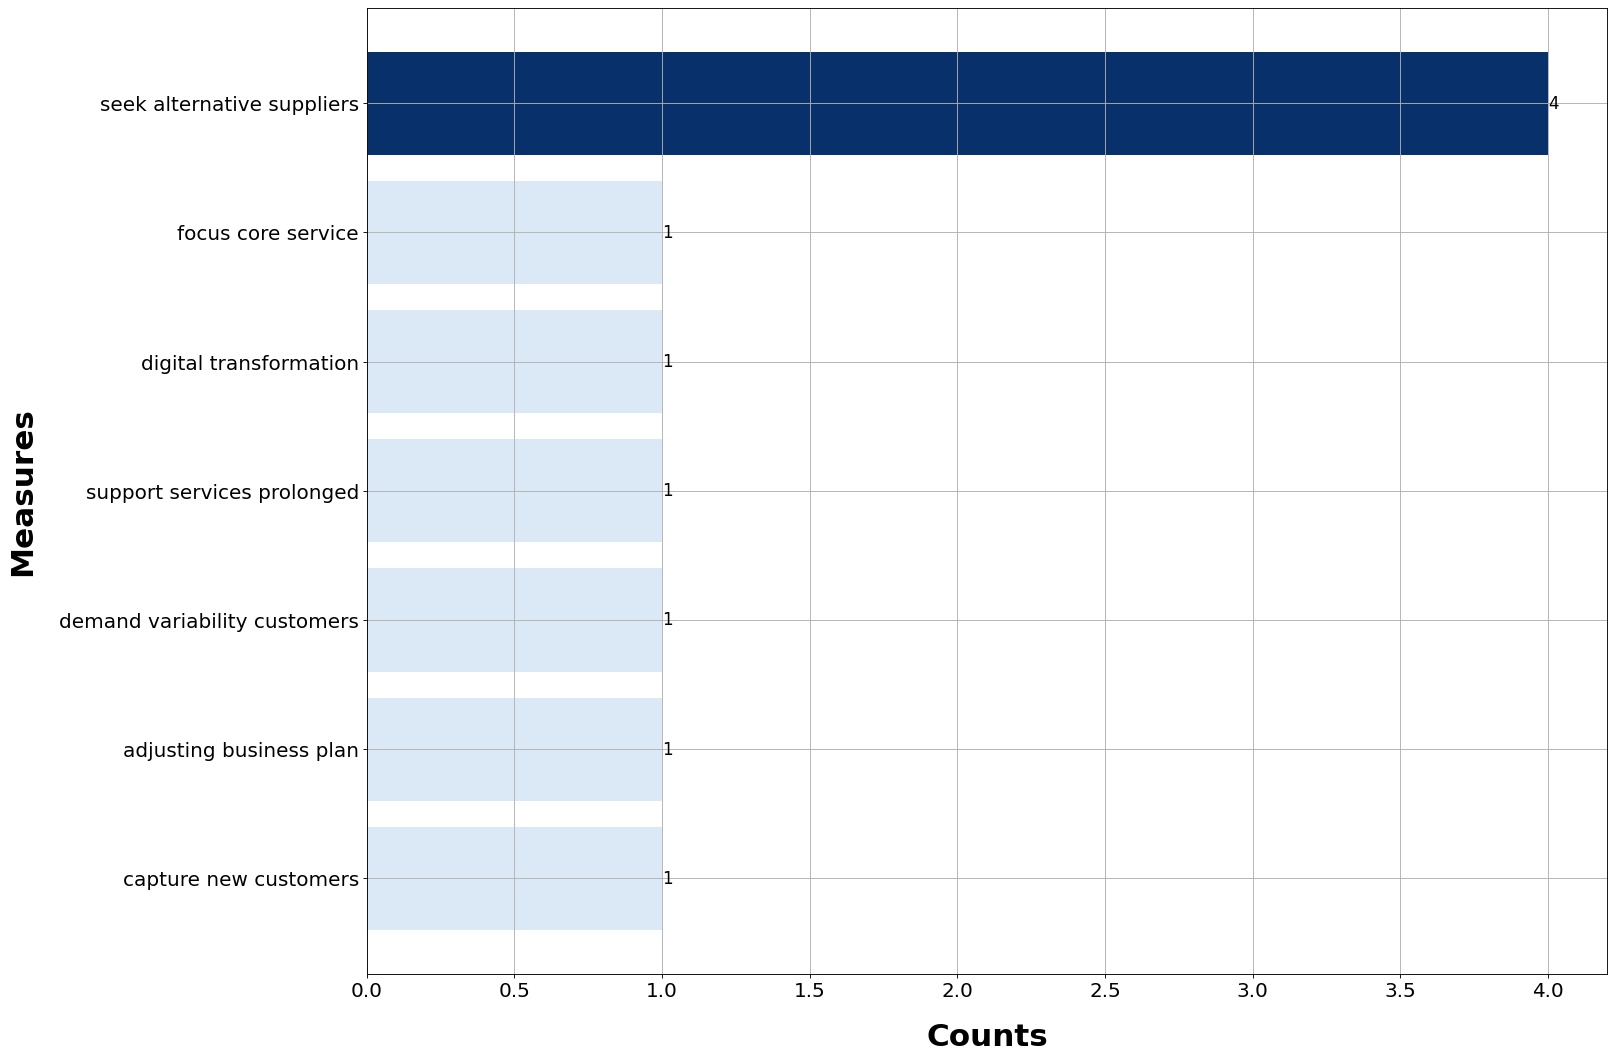 seek alternative suppliers
4
focus core service
1
digital transformation
1
support services prolonged
1
demand variability customers
1
adjusting business plan
1
capture new customers
1
Measures
0.0 0.5 1.0 1.5 2.0 2.5 3.0 3.5 4.0
Counts